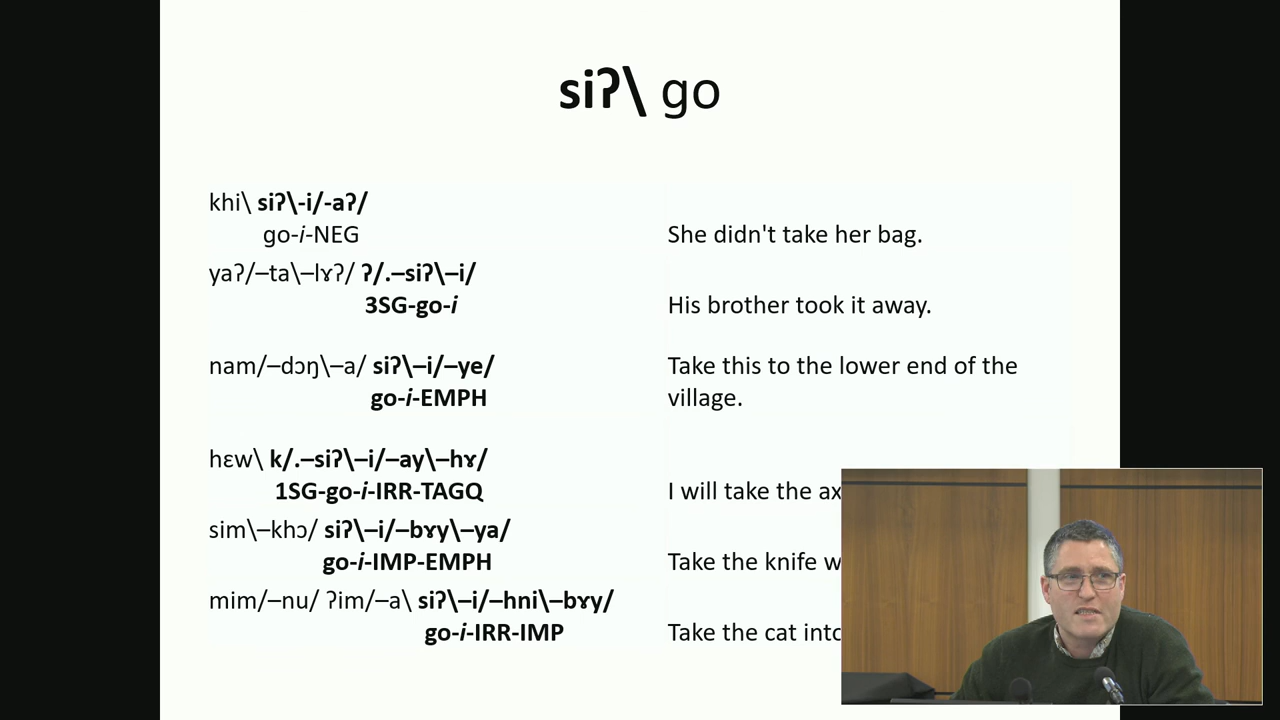 siʔ\ go
khi\ siʔ\-i/-aʔ/
go-i-NEG She didn't take her bag.
yaʔ/–ta\–lɤʔ/ ʔ/.–siʔ\–i/
3SG-go-i His brother took it away.
nam/–dɔŋ\–a/ siʔ\–i/–ye/ Take this to the lower end of the
go-i-EMPH village.
hɛw\ k/.–siʔ\–i/–ay\–hɤ/
1SG-go-i-IRR-TAGQ I will take the
sim\–khɔ/ siʔ\–i/–bɤy\–ya/
go-i-IMP-EMPH Take the knife
mim/–nu/ ʔim/–a\ siʔ\–i/–hni\–bɤy/
go-i-IRR-IMP Take the cat